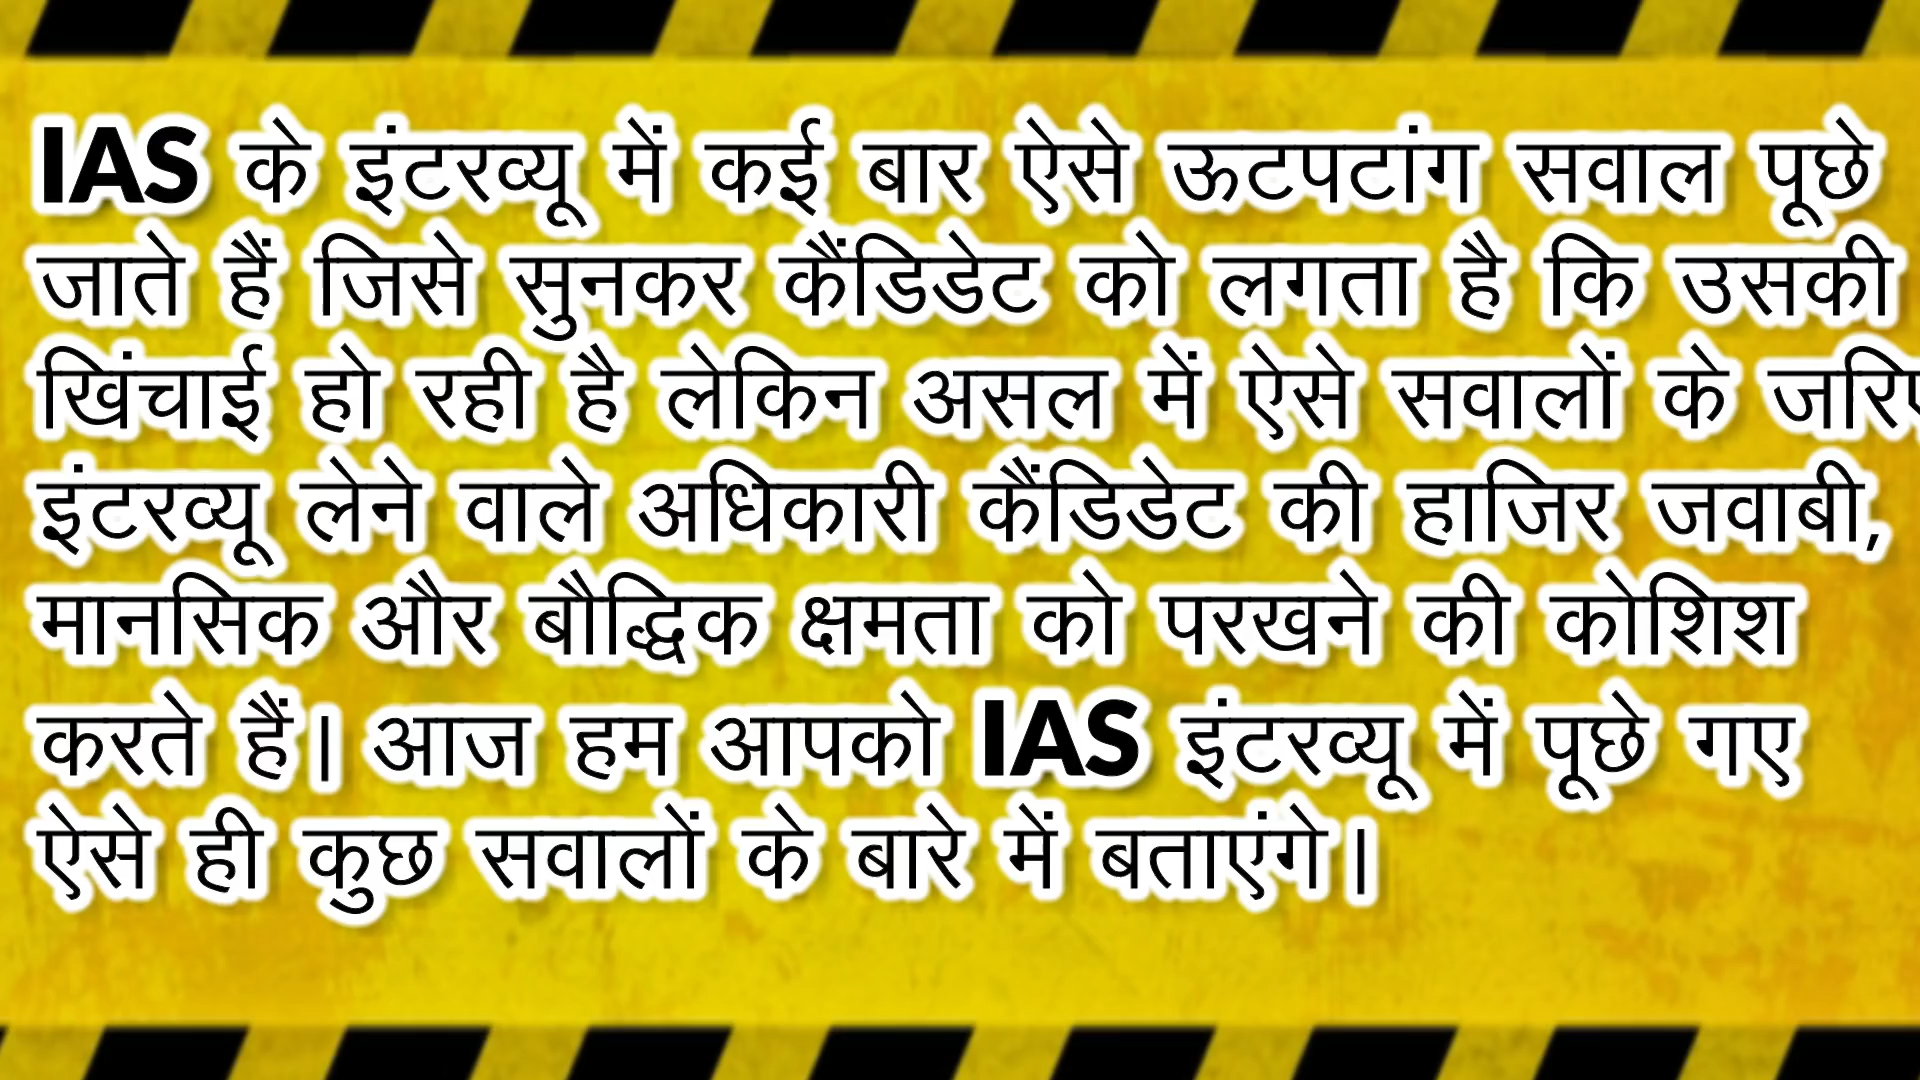 IAS के इंटरव्यू में कई बार ऐसे ऊटपटांग सवाल पूछे
जाते हैं जिसे सुनकर कैंडिडेट को लगता है कि उसकी
खिंचाई हो रही है लेकिन असल में ऐसे सवालों के जरिए
इंटरव्यू लेने वाले अधिकारी कैंडिडेट की हाजिर जवाबी,
मानसिक और बौद्धिक क्षमता को परखने की कोशिश
करते हैं। आज हम आपको IAS इंटरव्यू में पूछे गए
ऐसे ही कुछ सवालों के बारे में बताएंगे।